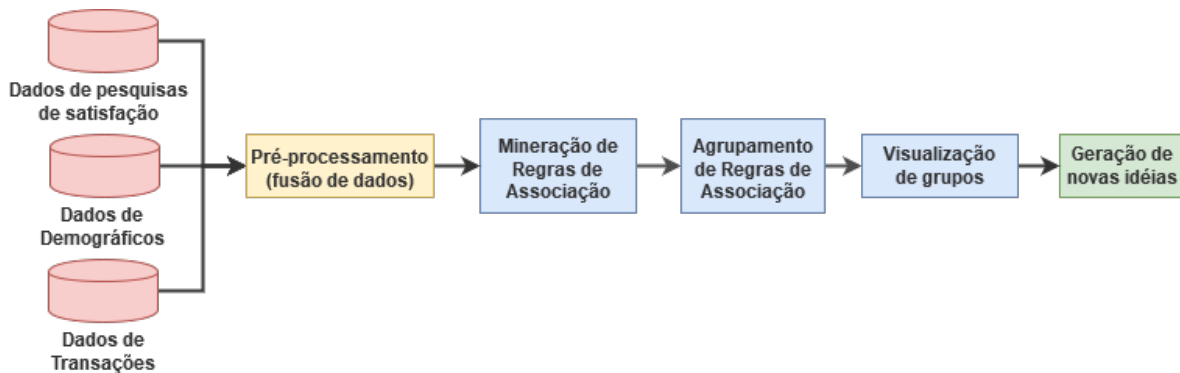 Dados de pesquisas
de satisfação
Dados de
Demográficos
Dados de
Transações
Pré-processamento
(fusão de dados)
Mineração de
Regras de
Associação
Agrupamento
de Regras de
Associação
Visualização
de grupos
Geração de
novas idéias